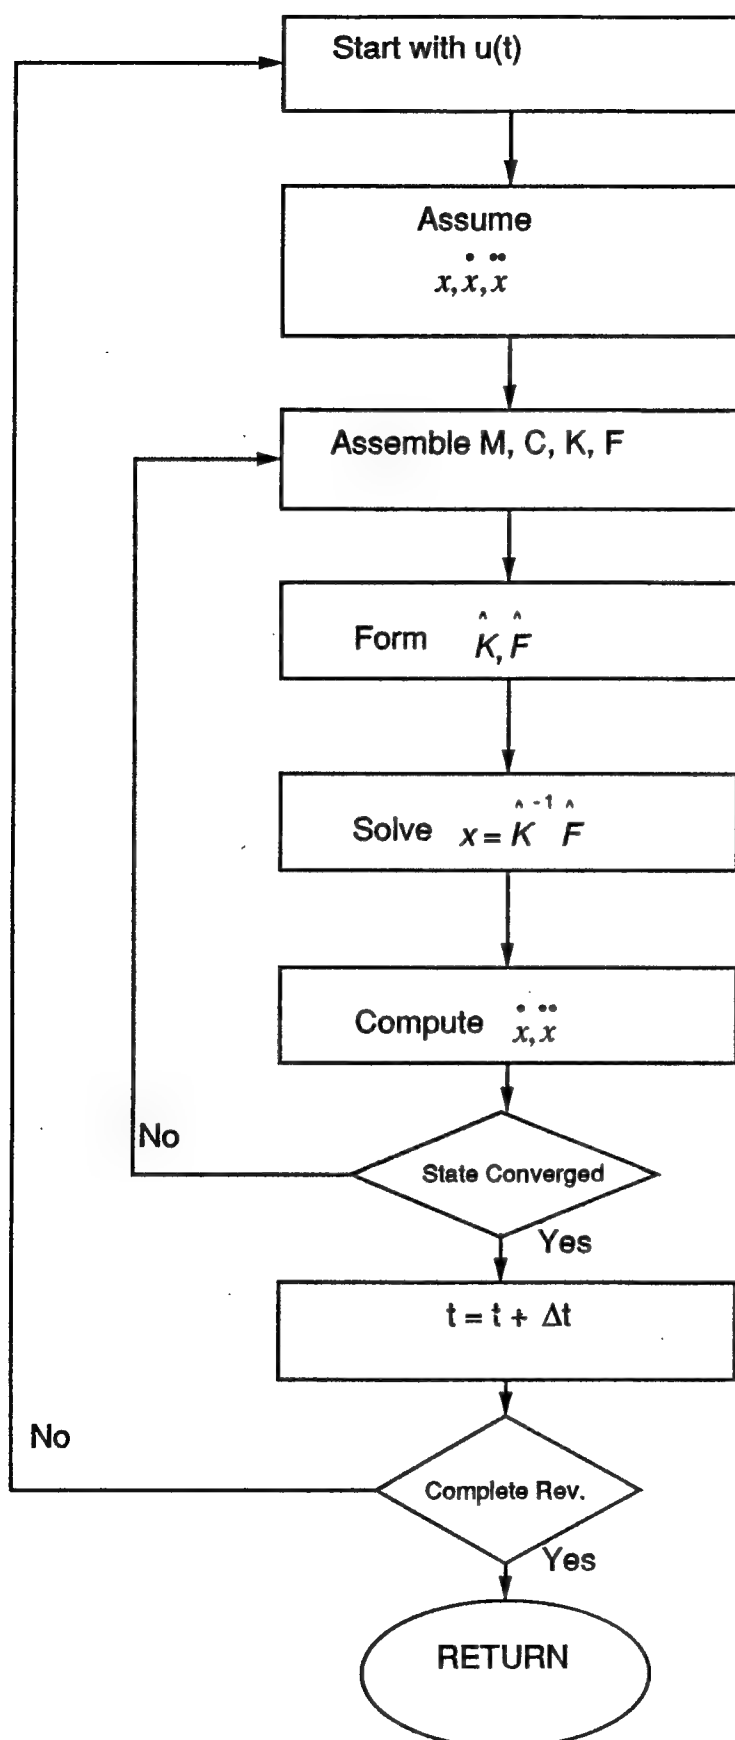 Start with u(t)
Assume
x, ẋ, ẍ
Assemble M, C, K, F
Form K̂, F̂
Solve x = K̂⁻¹ F̂
Compute ẋ, ẍ
No
State Converged
Yes
t = t + Δt
No
Complete Rev.
Yes
RETURN